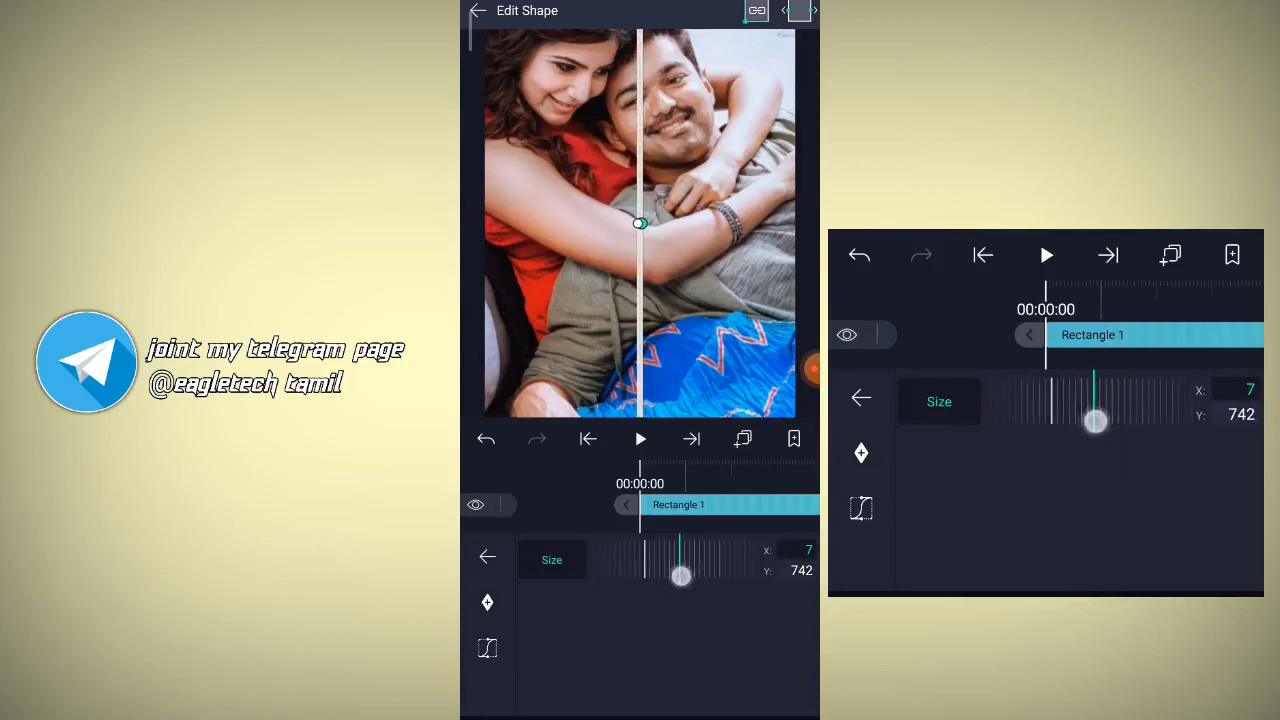 Edit Shape
joint my telegram page
@eagletech tamil
00:00:00
Rectangle 1
Size
X: 7
Y: 742
00:00:00
Rectangle 1
Size
X: 7
Y: 742